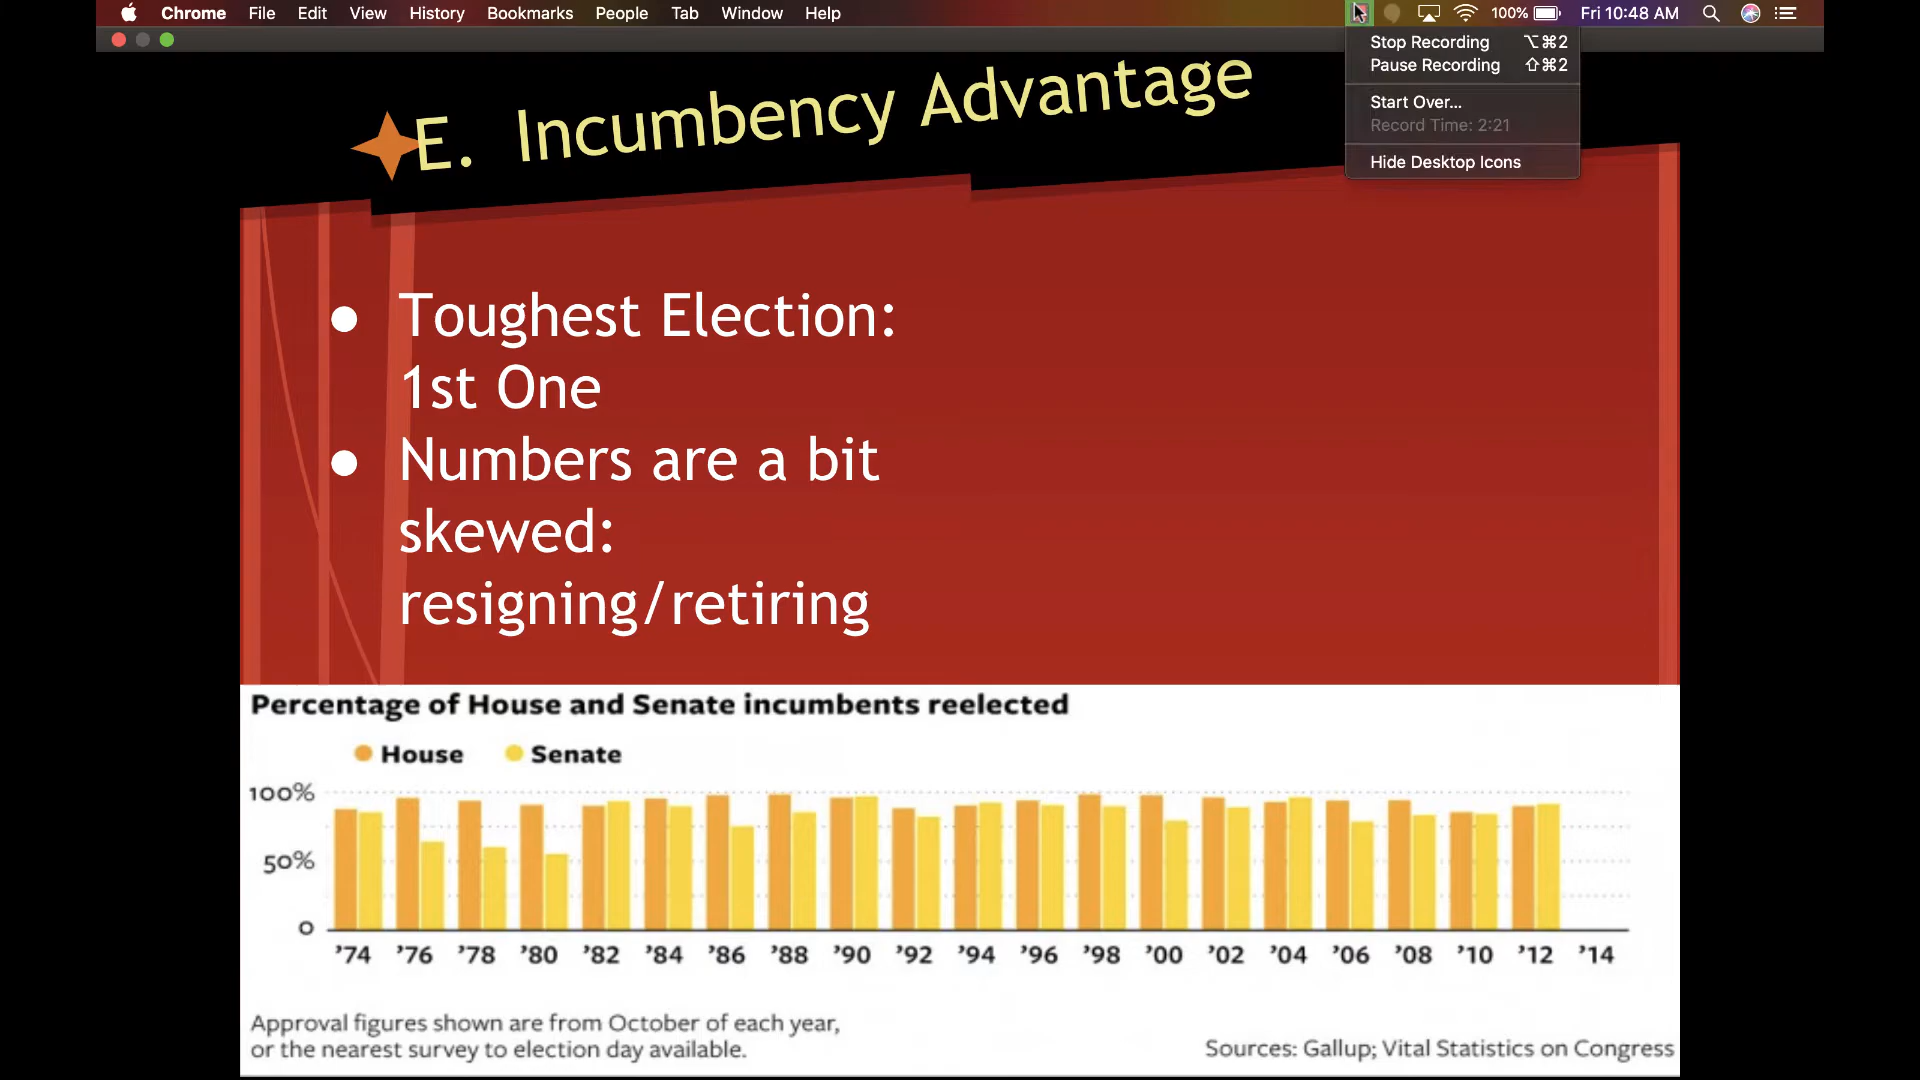 Chrome File Edit View History Bookmarks People Tab Window Help 100% Fri 10:48 AM
Stop Recording ⌥⌘2
Pause Recording ⇧⌘2
Start Over...
Record Time: 2:21
Hide Desktop Icons
E. Incumbency Advantage
● Toughest Election:
1st One
● Numbers are a bit
skewed:
resigning/retiring
Percentage of House and Senate incumbents reelected
House Senate
100%
50%
0
’74 ’76 ’78 ’80 ’82 ’84 ’86 ’88 ’90 ’92 ’94 ’96 ’98 ’00 ’02 ’04 ’06 ’08 ’10 ’12 ’14
Approval figures shown are from October of each year,
or the nearest survey to election day available.
Sources: Gallup; Vital Statistics on Congress